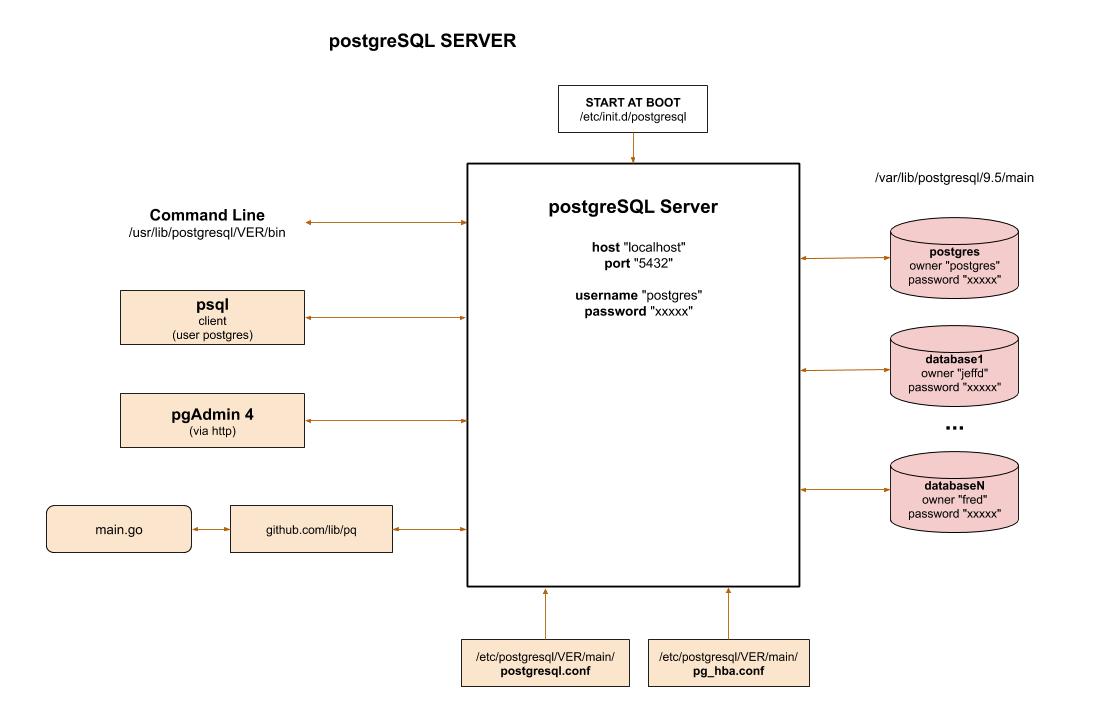 postgreSQL SERVER
START AT BOOT
/etc/init.d/postgresql
/var/lib/postgresql/9.5/main
postgreSQL Server
host "localhost"
port "5432"
username "postgres"
password "xxxxx"
Command Line
/usr/lib/postgresql/VER/bin
psql
client
(user postgres)
pgAdmin 4
(via http)
main.go
github.com/lib/pq
postgres
owner "postgres"
password "xxxxx"
database1
owner "jeffd"
password "xxxxx"
...
databaseN
owner "fred"
password "xxxxx"
/etc/postgresql/VER/main/
postgresql.conf
/etc/postgresql/VER/main/
pg_hba.conf